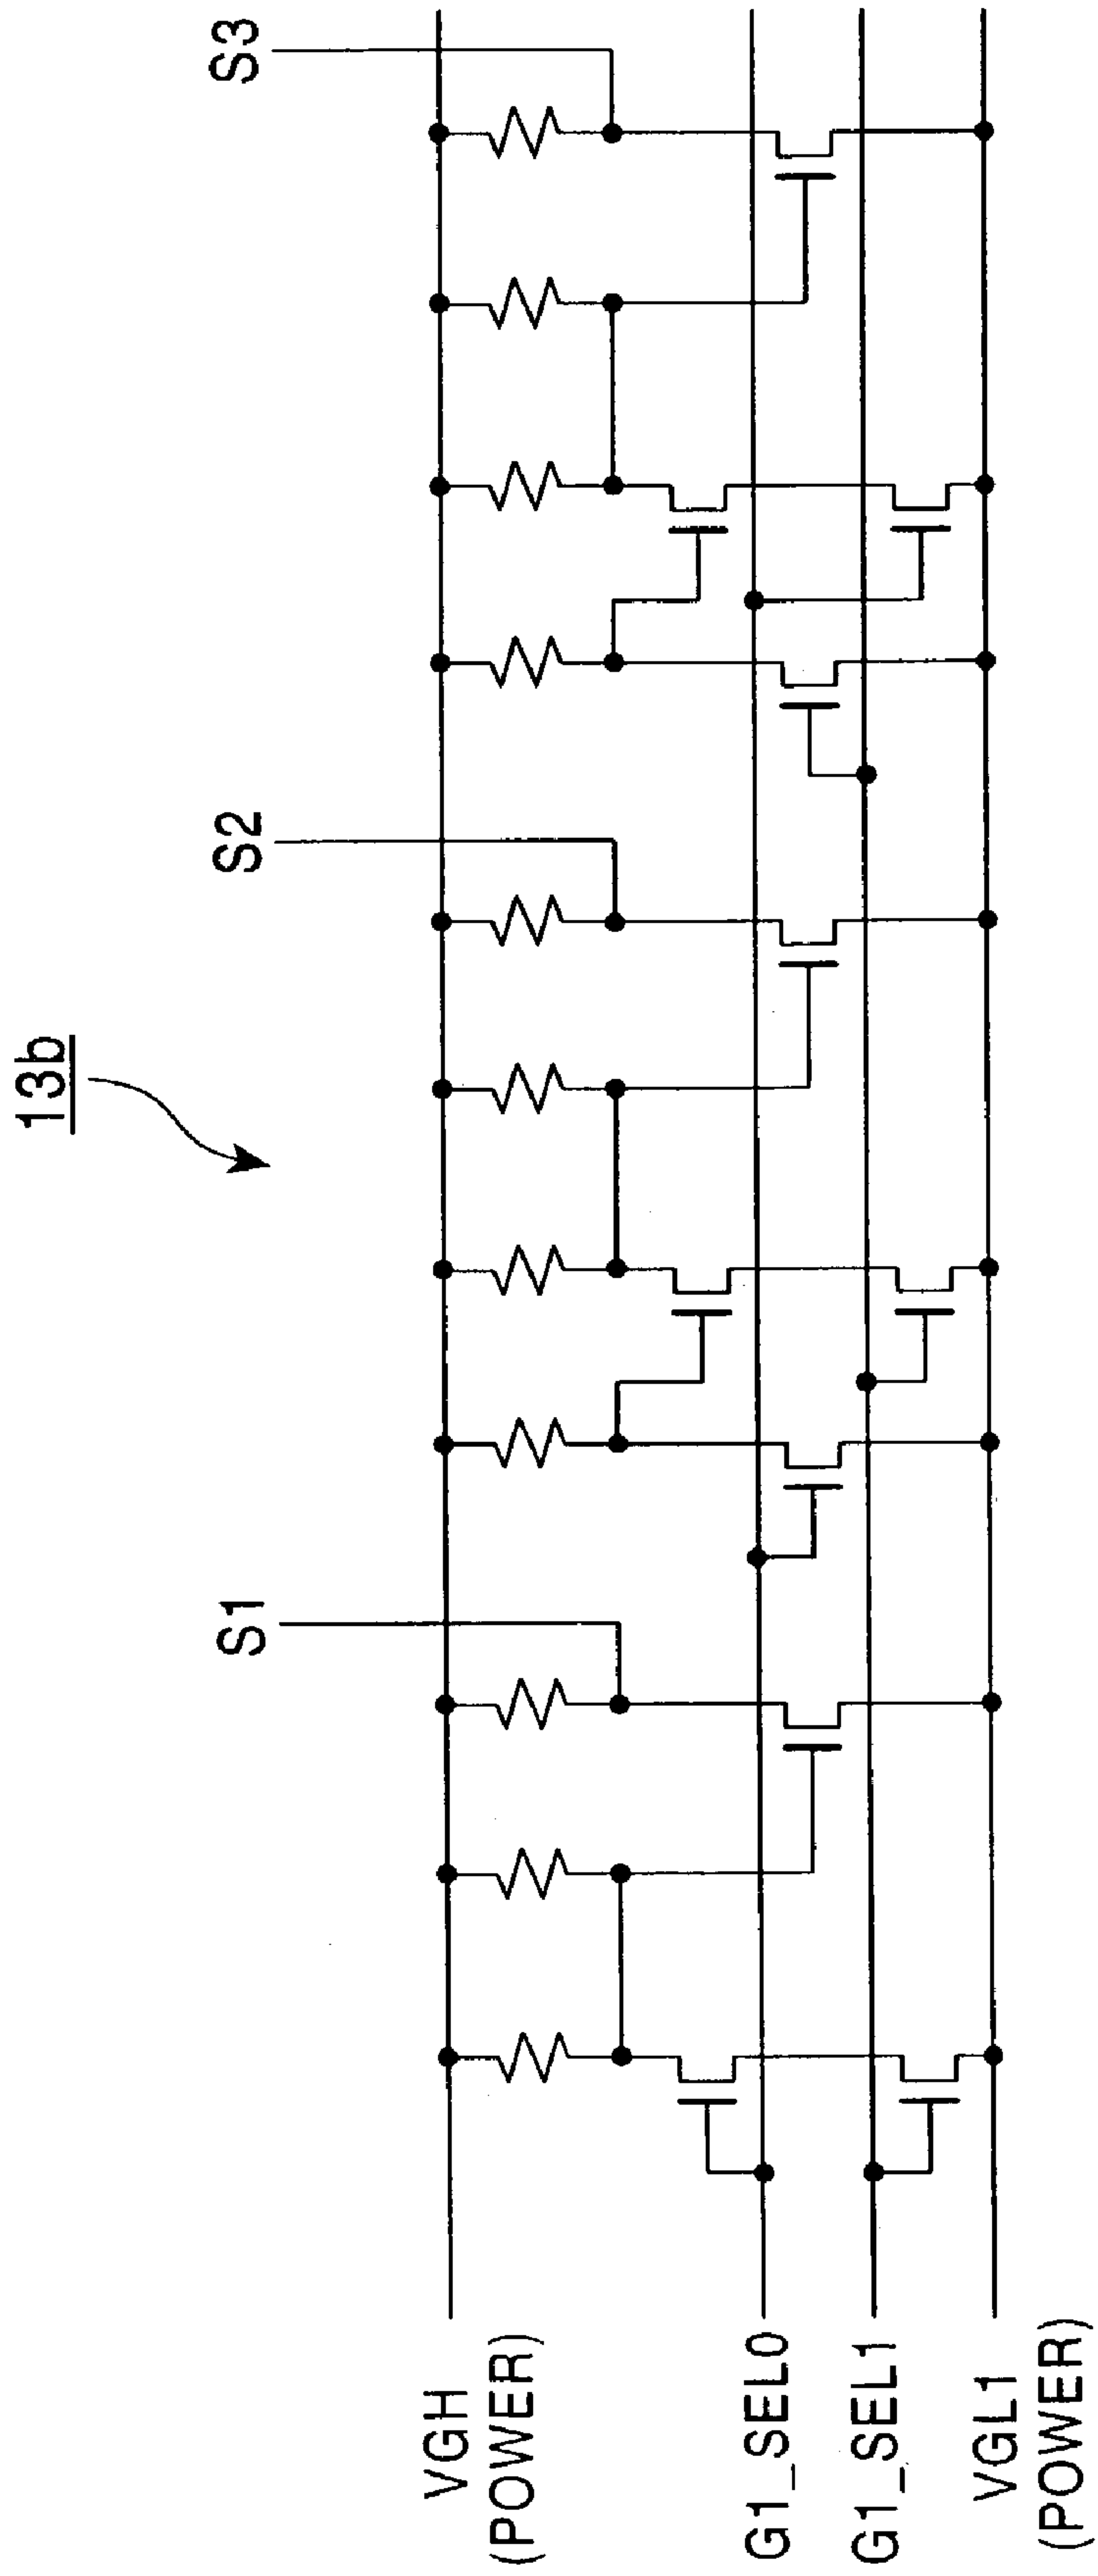 13b
S1
S2
S3
VGH
(POWER)
G1_SEL0
G1_SEL1
VGL1
(POWER)